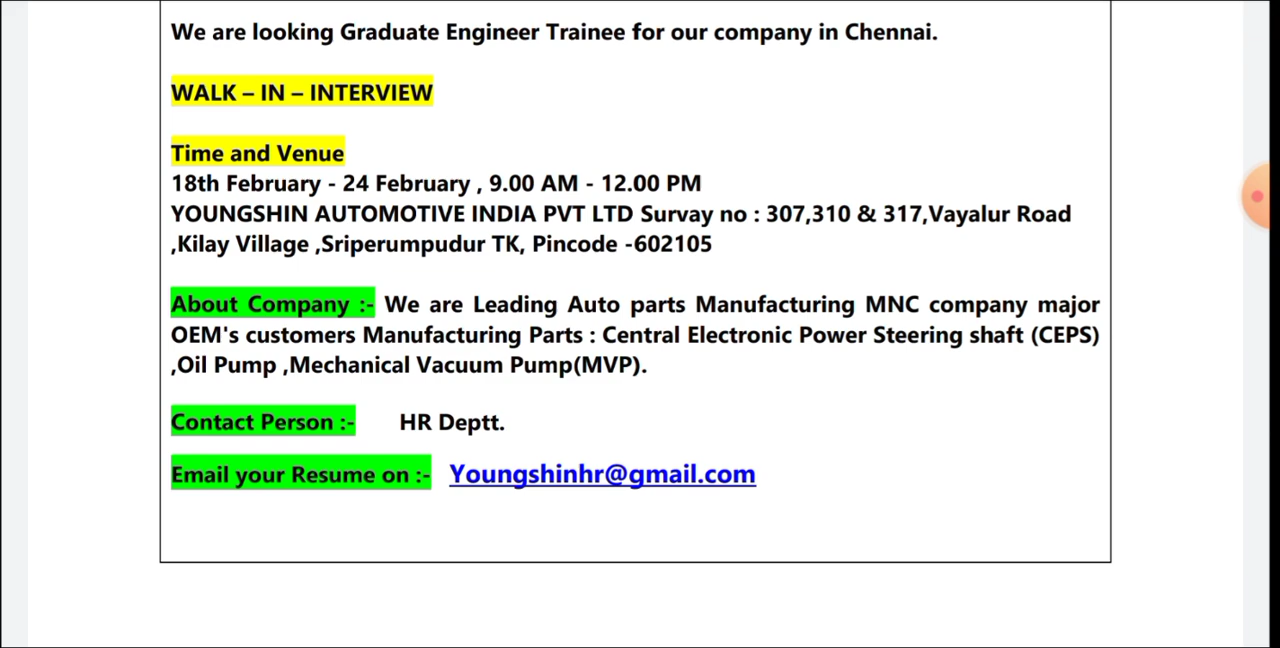 We are looking Graduate Engineer Trainee for our company in Chennai.
WALK – IN – INTERVIEW
Time and Venue
18th February - 24 February , 9.00 AM - 12.00 PM
YOUNGSHIN AUTOMOTIVE INDIA PVT LTD Survay no : 307,310 & 317,Vayalur Road
,Kilay Village ,Sriperumpudur TK, Pincode -602105
About Company :- We are Leading Auto parts Manufacturing MNC company major
OEM's customers Manufacturing Parts : Central Electronic Power Steering shaft (CEPS)
,Oil Pump ,Mechanical Vacuum Pump(MVP).
Contact Person :- HR Deptt.
Email your Resume on :- Youngshinhr@gmail.com